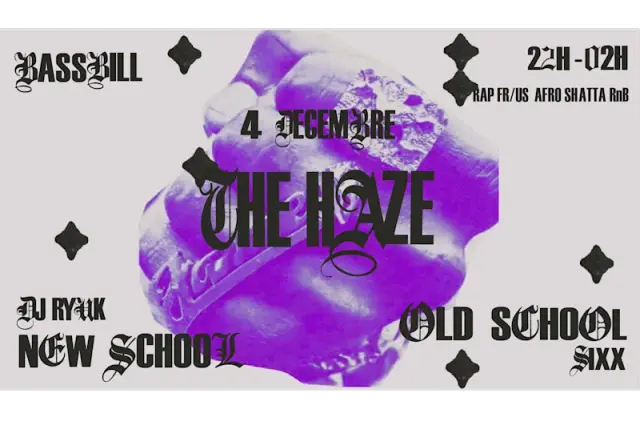 BASSBILL
22H-02H
RAP FR/US AFRO SHATTA RnB
4 DECEMBRE
THE HAZE
DJ RYUK
NEW SCHOOL
OLD SCHOOL
SIXX